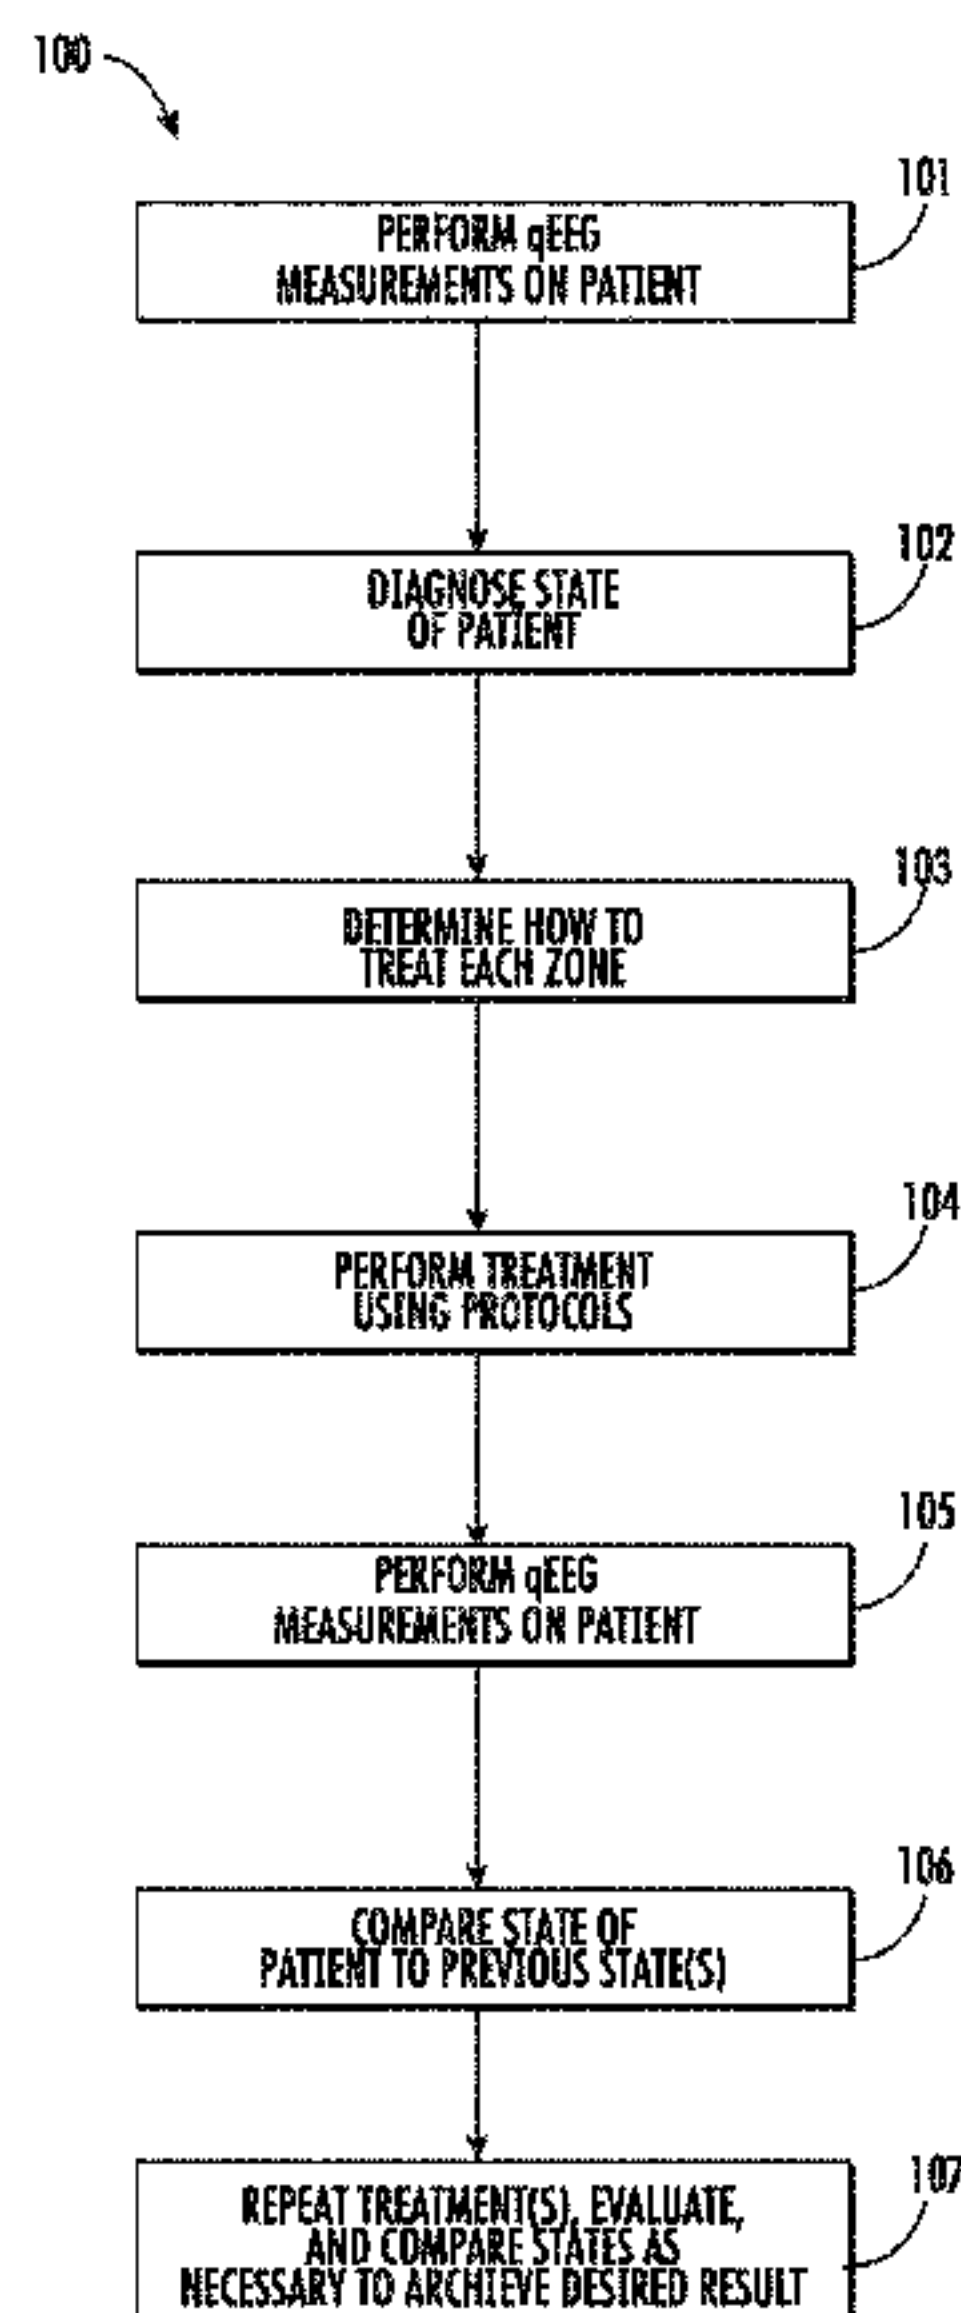 100
101
PERFORM qEEG
MEASUREMENTS ON PATIENT
102
DIAGNOSE STATE
OF PATIENT
103
DETERMINE HOW TO
TREAT EACH ZONE
104
PERFORM TREATMENT
USING PROTOCOLS
105
PERFORM qEEG
MEASUREMENTS ON PATIENT
106
COMPARE STATE OF
PATIENT TO PREVIOUS STATE(S)
107
REPEAT TREATMENT(S), EVALUATE,
AND COMPARE STATES AS
NECESSARY TO ARCHIEVE DESIRED RESULT